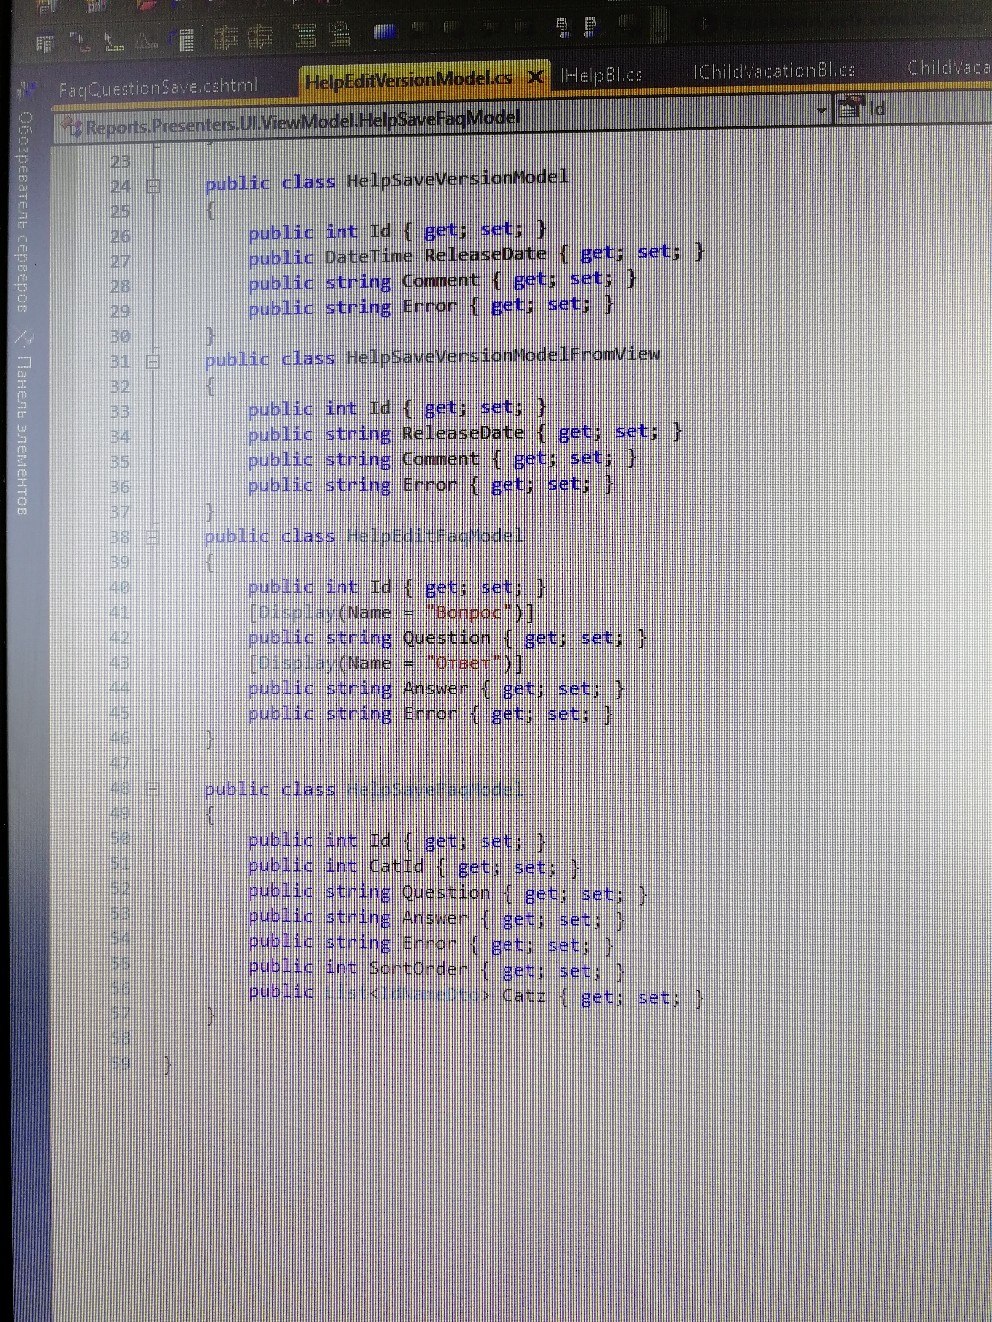 FaqQuestionSave.cshtml
HelpEditVersionModel.cs
IHelpBl.cs
IChildVacationBl.cs
ChildVaca
Reports.Presenters.UI.ViewModel.HelpSaveFaqModel
Id
Обозреватель серверов
Панель элементов
23
24 public class HelpSaveVersionModel
25 {
26 public int Id { get; set; }
27 public DateTime ReleaseDate { get; set; }
28 public string Comment { get; set; }
29 public string Error { get; set; }
30 }
31 public class HelpSaveVersionModelFromView
32 {
33 public int Id { get; set; }
34 public string ReleaseDate { get; set; }
35 public string Comment { get; set; }
36 public string Error { get; set; }
37 }
38 public class HelpEditFaqModel
39 {
40 public int Id { get; set; }
41 [Display(Name = "Вопрос")]
42 public string Question { get; set; }
43 [Display(Name = "Ответ")]
44 public string Answer { get; set; }
45 public string Error { get; set; }
46 }
47
48 public class HelpSaveFaqModel
49 {
50 public int Id { get; set; }
51 public int CatId { get; set; }
52 public string Question { get; set; }
53 public string Answer { get; set; }
54 public string Error { get; set; }
55 public int SortOrder { get; set; }
56 public List<IdNameDto> Catz { get; set; }
57 }
58
59 }